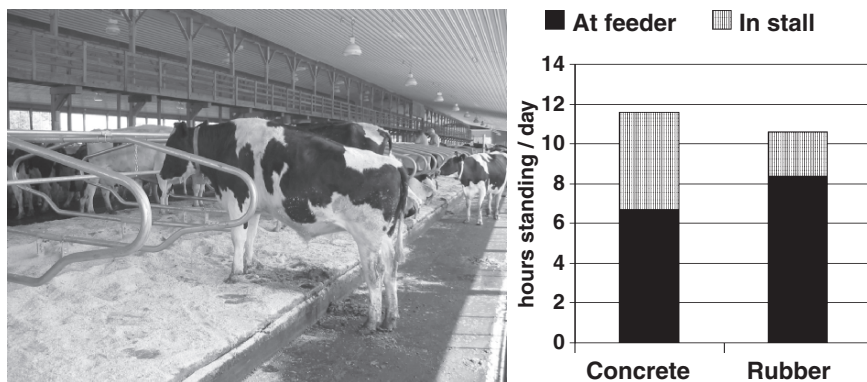 At feeder In stall
14
12
10
8
6
4
2
0
hours standing / day
Concrete Rubber